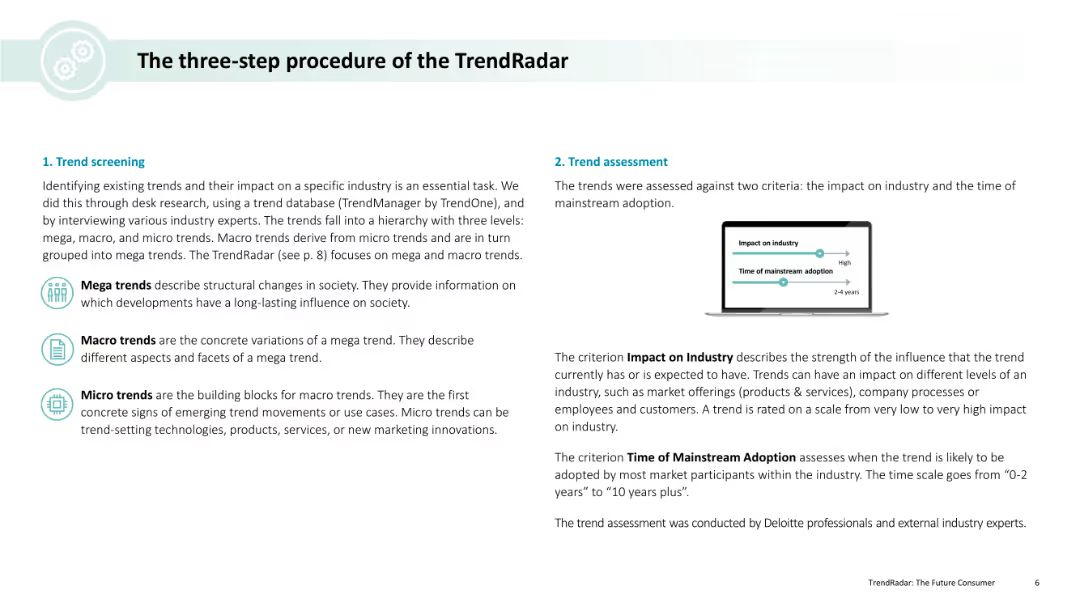 The three-step procedure of the TrendRadar
1. Trend screening
Identifying existing trends and their impact on a specific industry is an essential task. We
did this through desk research, using a trend database (TrendManager by TrendOne), and
by interviewing various industry experts. The trends fall into a hierarchy with three levels:
mega, macro, and micro trends. Macro trends derive from micro trends and are in turn
grouped into mega trends. The TrendRadar (see p. 8) focuses on mega and macro trends.
Mega trends describe structural changes in society. They provide information on
which developments have a long-lasting influence on society.
Macro trends are the concrete variations of a mega trend. They describe
different aspects and facets of a mega trend.
Micro trends are the building blocks for macro trends. They are the first
concrete signs of emerging trend movements or use cases. Micro trends can be
trend-setting technologies, products, services, or new marketing innovations.
2. Trend assessment
The trends were assessed against two criteria: the impact on industry and the time of
mainstream adoption.
Impact on industry
High
Time of mainstream adoption
2-4 years
The criterion Impact on Industry describes the strength of the influence that the trend
currently has or is expected to have. Trends can have an impact on different levels of an
industry, such as market offerings (products & services), company processes or
employees and customers. A trend is rated on a scale from very low to very high impact
on industry.
The criterion Time of Mainstream Adoption assesses when the trend is likely to be
adopted by most market participants within the industry. The time scale goes from “0-2
years” to “10 years plus”.
The trend assessment was conducted by Deloitte professionals and external industry experts.
TrendRadar: The Future Consumer
6